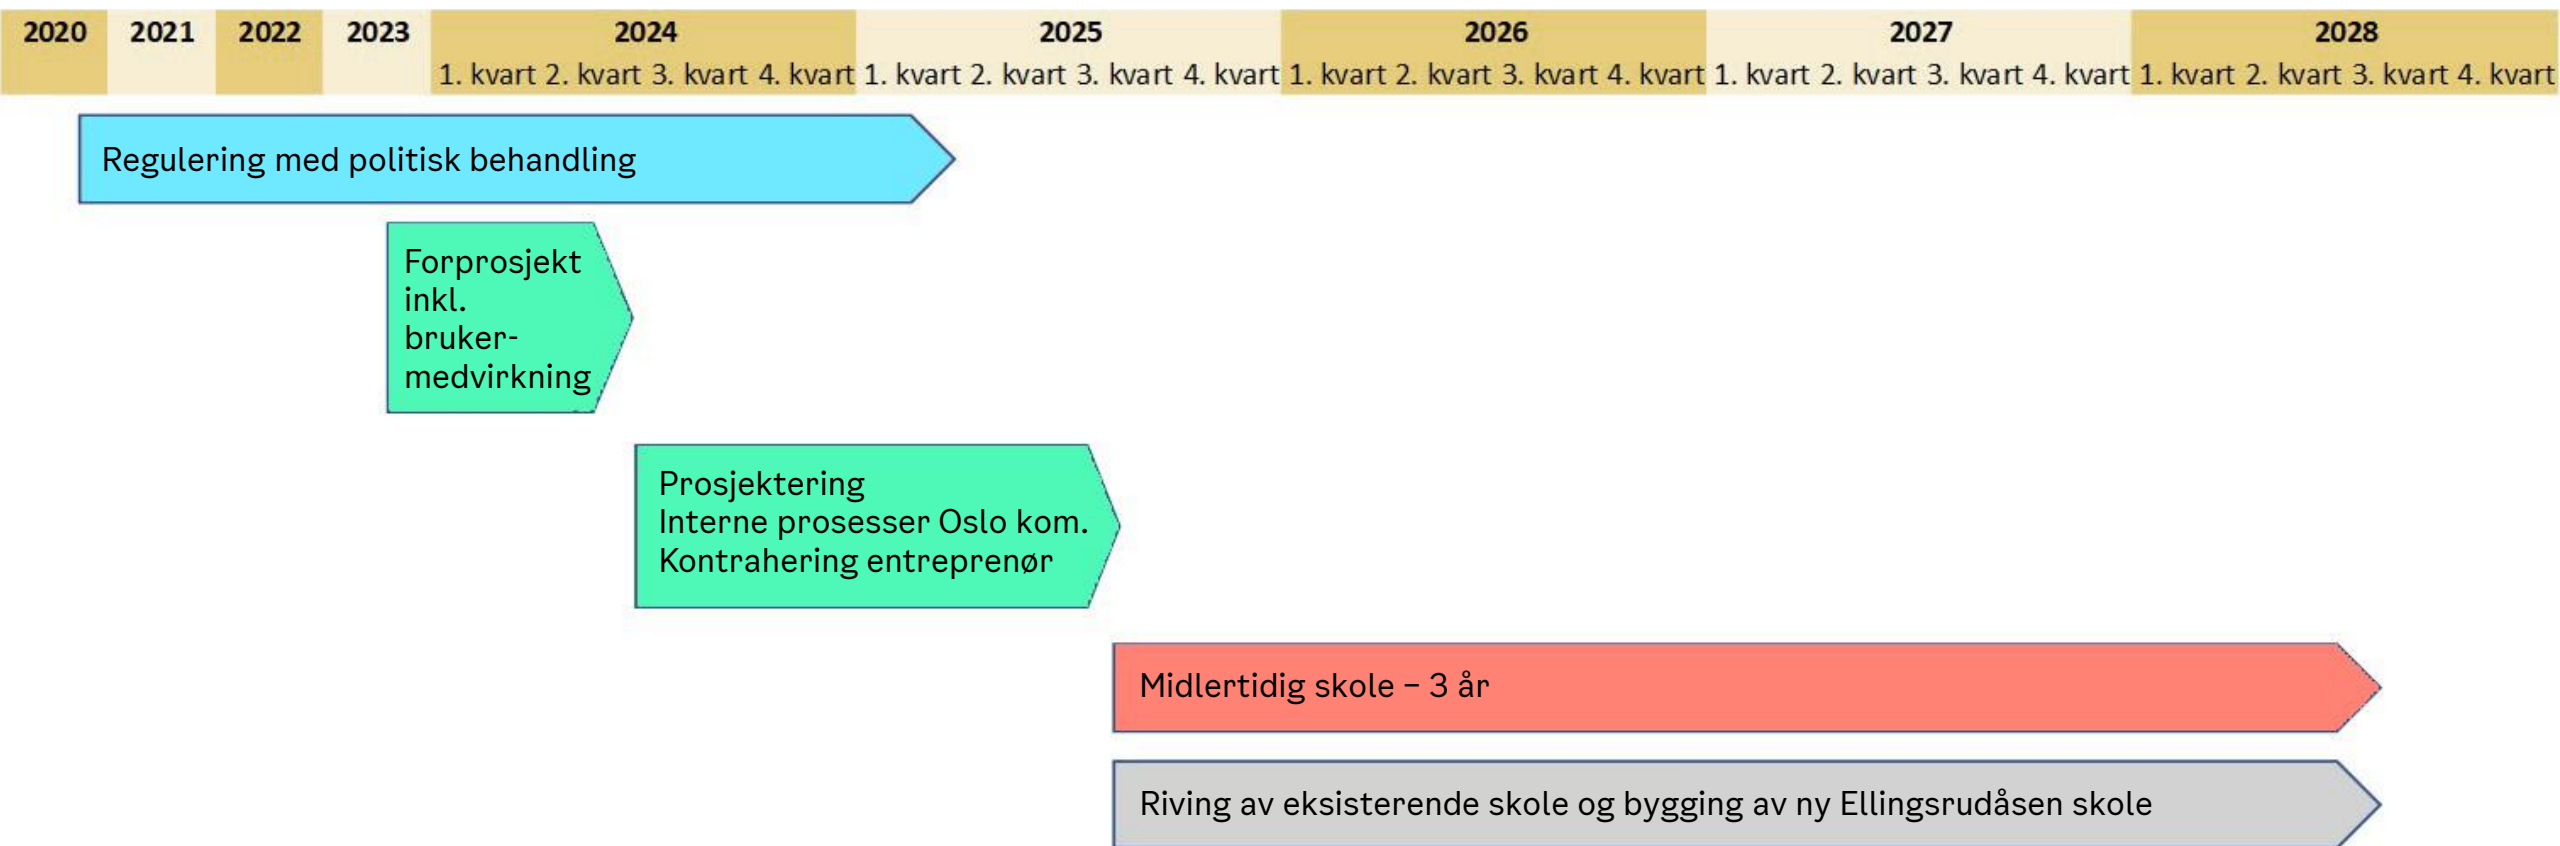 2020 2021 2022 2023 2024 2025 2026 2027 2028
1. kvart 2. kvart 3. kvart 4. kvart 1. kvart 2. kvart 3. kvart 4. kvart 1. kvart 2. kvart 3. kvart 4. kvart 1. kvart 2. kvart 3. kvart 4. kvart 1. kvart 2. kvart 3. kvart 4. kvart
Regulering med politisk behandling
Forprosjekt
inkl.
bruker-
medvirkning
Prosjektering
Interne prosesser Oslo kom.
Kontrahering entreprenør
Midlertidig skole – 3 år
Riving av eksisterende skole og bygging av ny Ellingsrudåsen skole